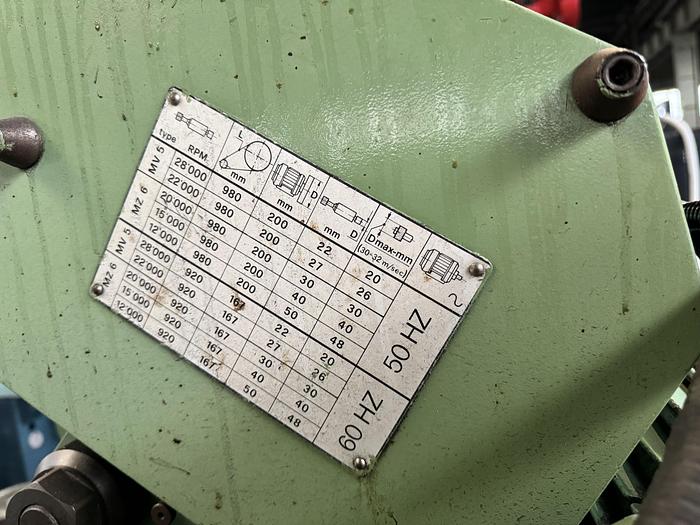 type RPM. L mm D mm mm D Dmax-mm (30-32 m/sec) ~
MV 5 28'000 980 200 22 20 50 HZ
22'000 980 200 27 26
MZ 6 20'000 980 200 30 30
15'000 980 200 40 40
12'000 980 200 50 48
MV 5 28'000 920 167 22 20 60 HZ
22'000 920 167 27 26
MZ 6 20'000 920 167 30 30
15'000 920 167 40 40
12'000 920 167 50 48